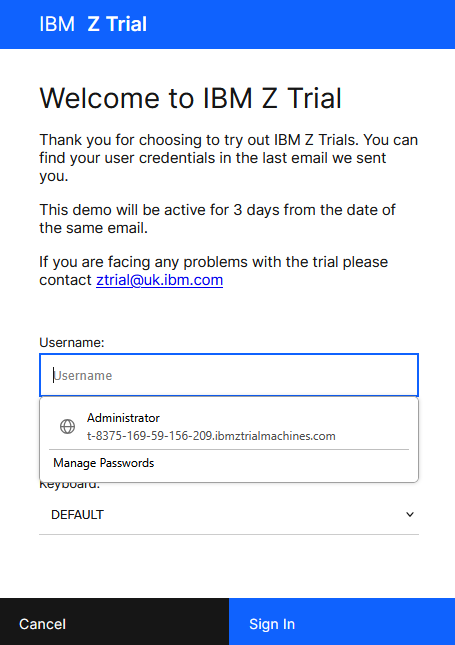 IBM Z Trial
Welcome to IBM Z Trial
Thank you for choosing to try out IBM Z Trials. You can
find your user credentials in the last email we sent
you.
This demo will be active for 3 days from the date of
the same email.
If you are facing any problems with the trial please
contact ztrial@uk.ibm.com
Username:
Username
Administrator
t-8375-169-59-156-209.ibmztrialmachines.com
Manage Passwords
Keyboard:
DEFAULT
Cancel
Sign In